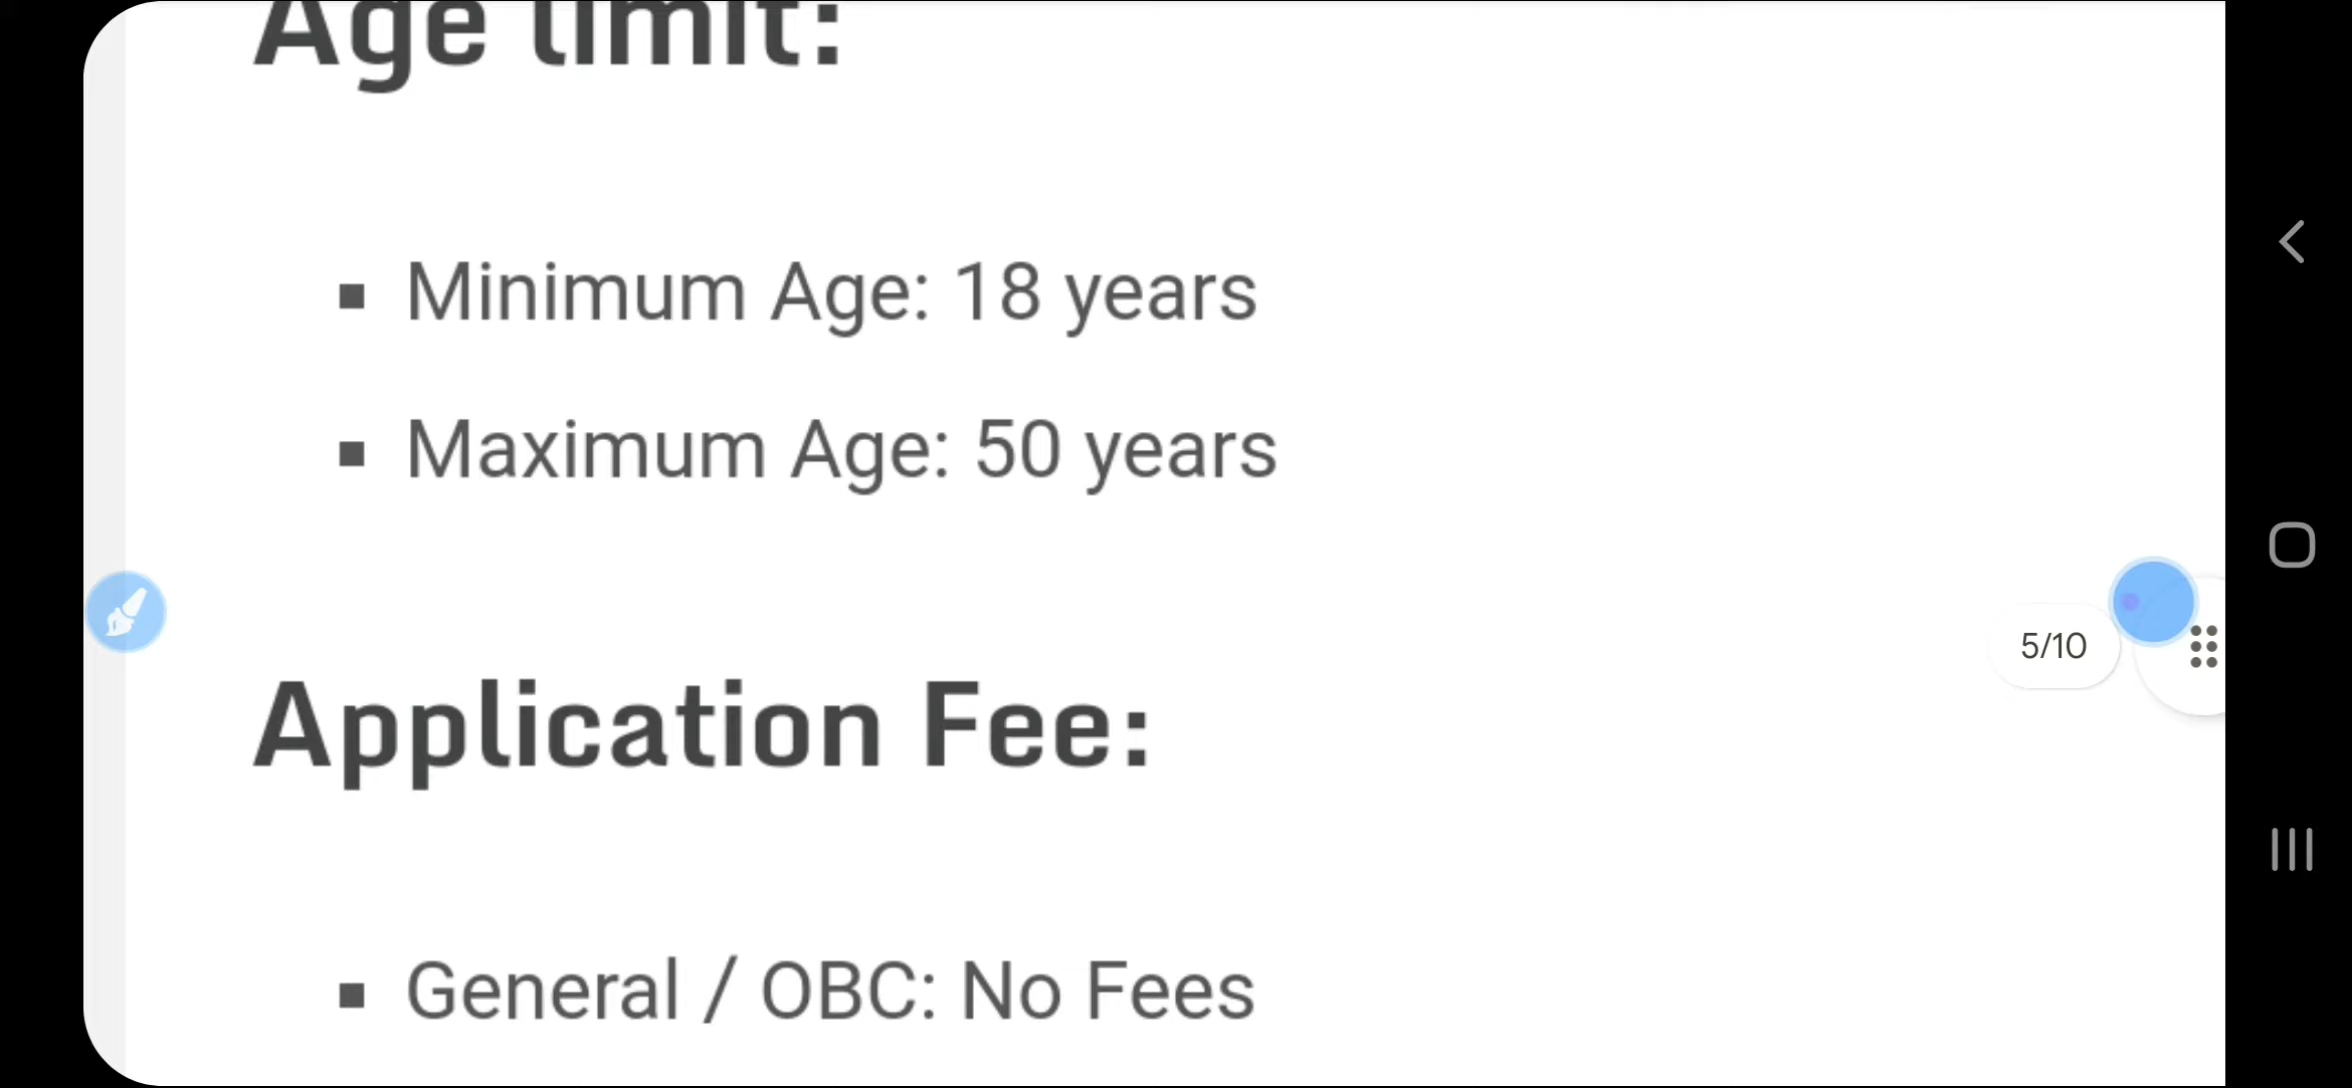 Age limit:
▪ Minimum Age: 18 years
▪ Maximum Age: 50 years
5/10
Application Fee:
▪ General / OBC: No Fees